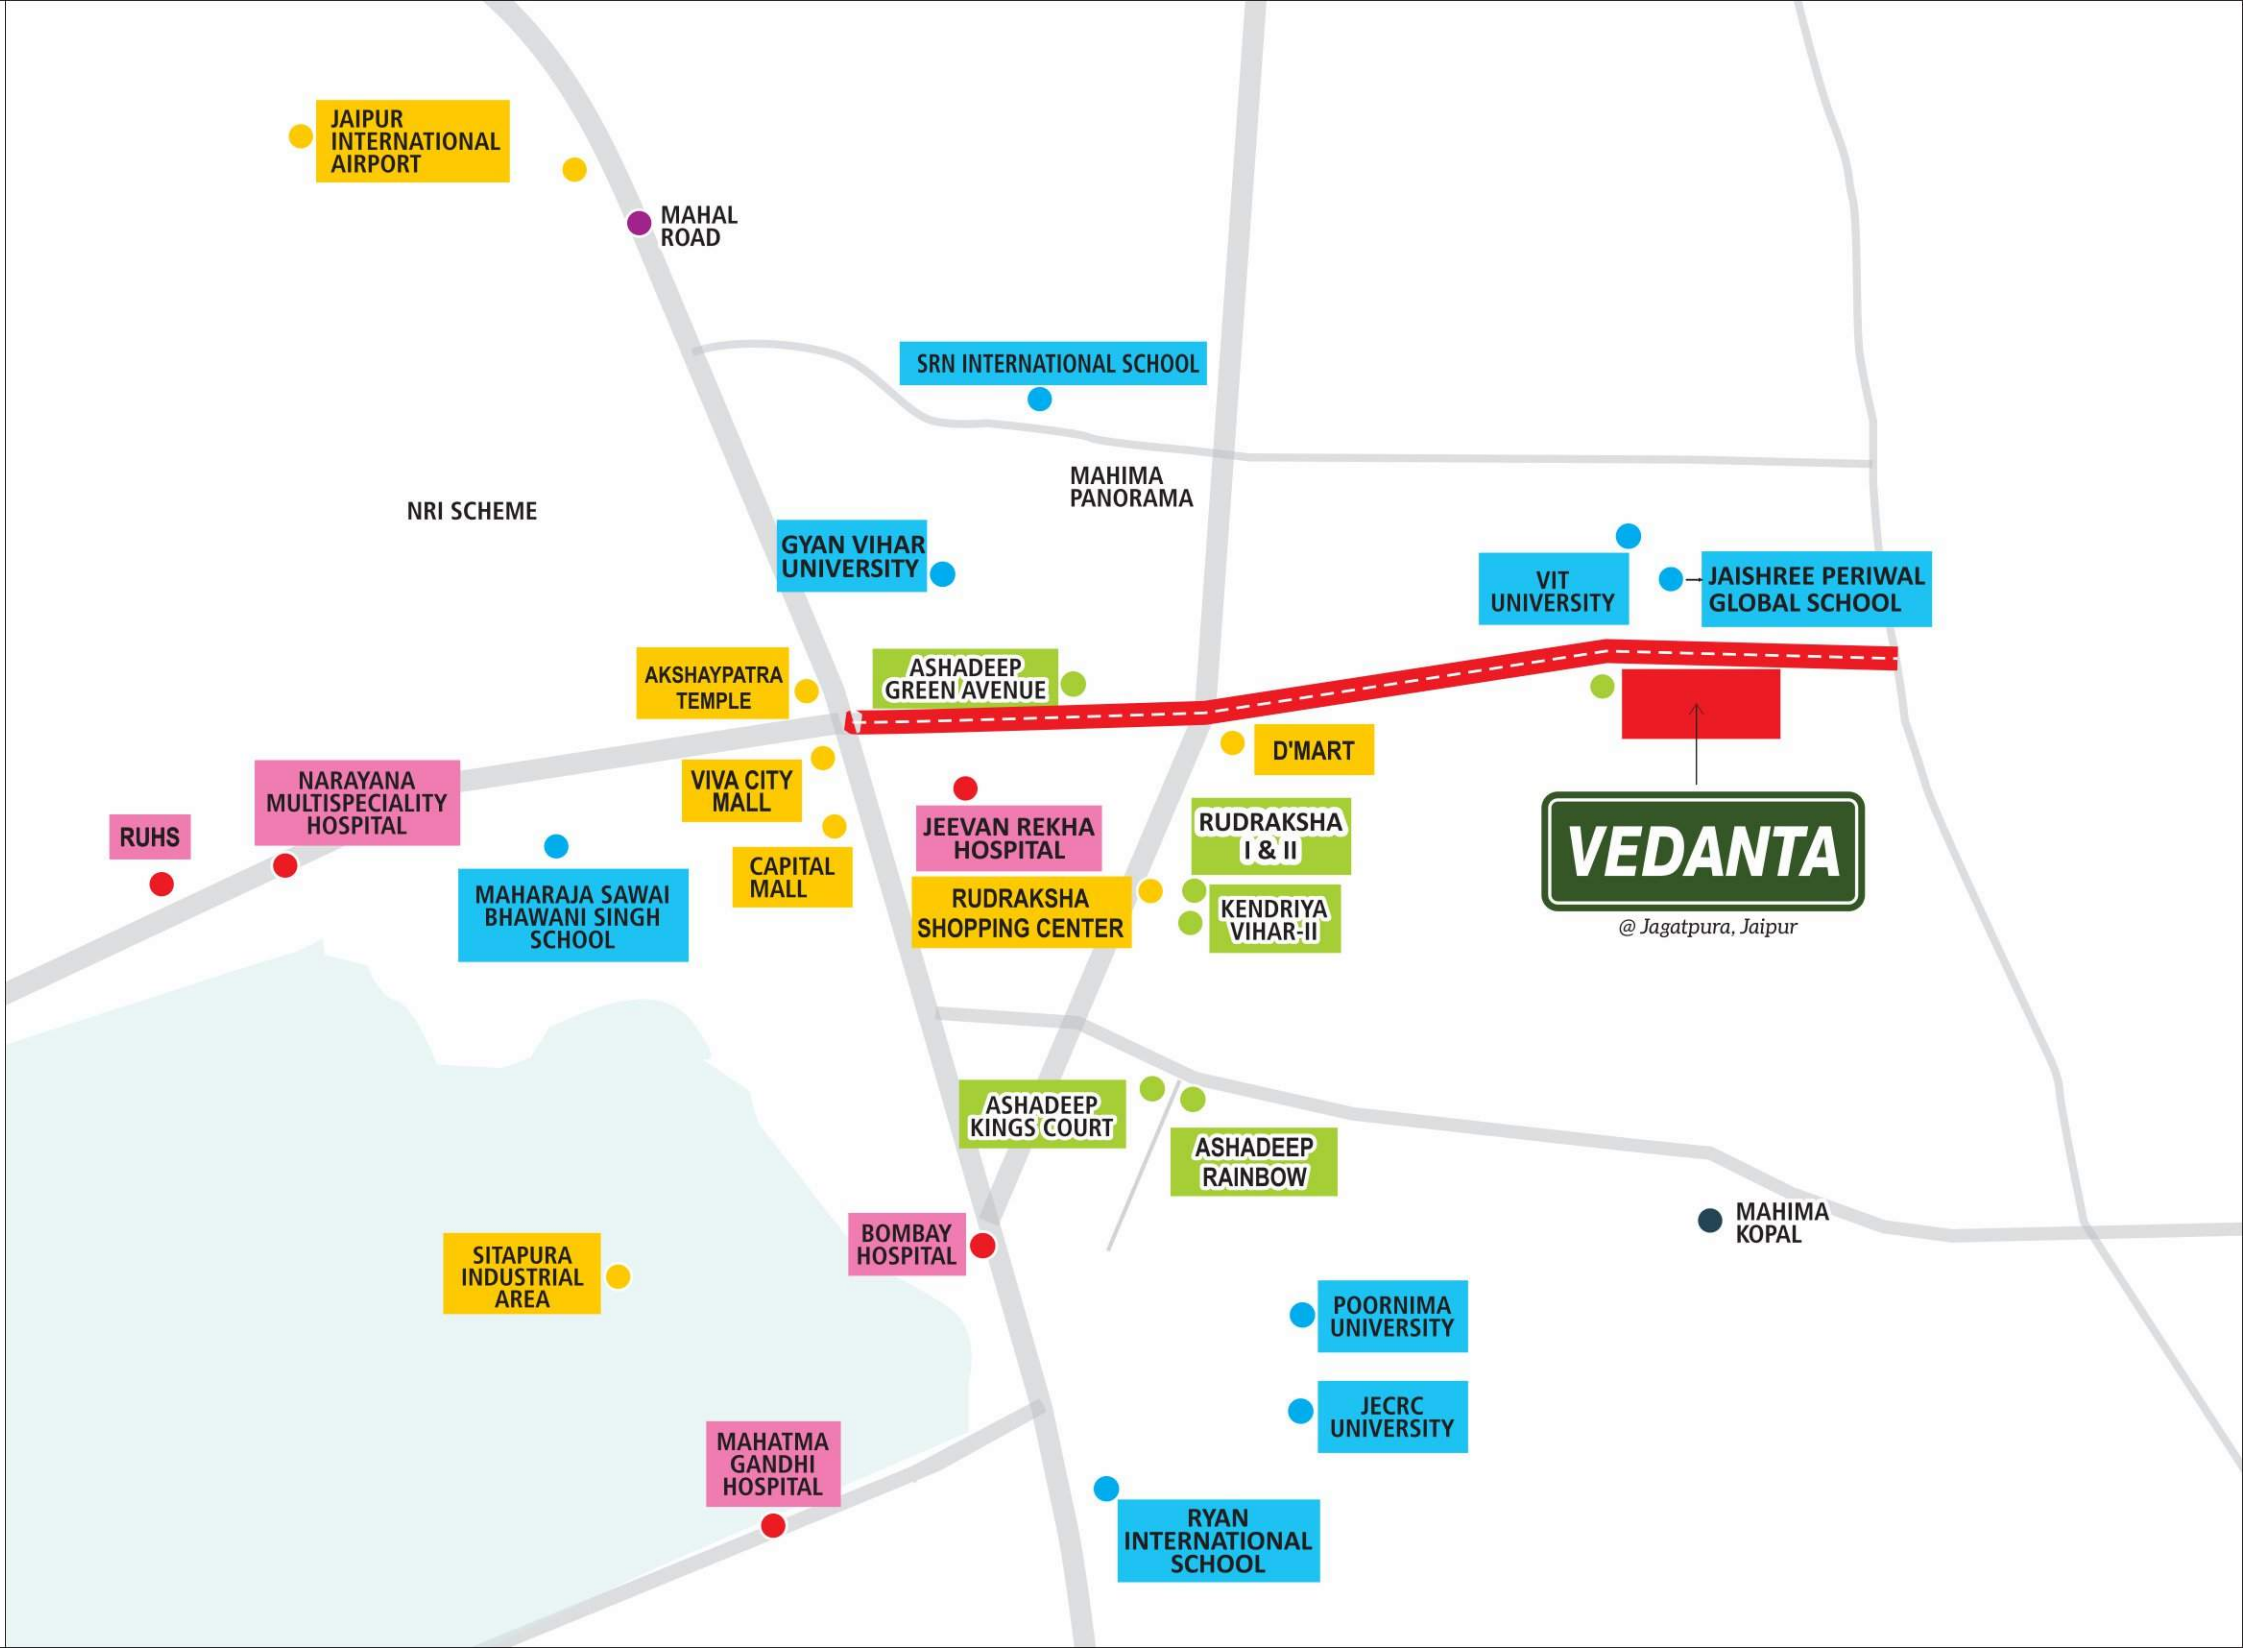 JAIPUR
INTERNATIONAL
AIRPORT
MAHAL
ROAD
SRN INTERNATIONAL SCHOOL
MAHIMA
PANORAMA
NRI SCHEME
GYAN VIHAR
UNIVERSITY
VIT
UNIVERSITY
JAISHREE PERIWAL
GLOBAL SCHOOL
AKSHAYPATRA
TEMPLE
ASHADEEP
GREEN AVENUE
D'MART
VIVA CITY
MALL
NARAYANA
MULTISPECIALITY
HOSPITAL
RUHS
JEEVAN REKHA
HOSPITAL
RUDRAKSHA
I & II
VEDANTA
@ Jagatpura, Jaipur
CAPITAL
MALL
MAHARAJA SAWAI
BHAWANI SINGH
SCHOOL
RUDRAKSHA
SHOPPING CENTER
KENDRIYA
VIHAR-II
ASHADEEP
KINGS COURT
ASHADEEP
RAINBOW
MAHIMA
KOPAL
BOMBAY
HOSPITAL
SITAPURA
INDUSTRIAL
AREA
POORNIMA
UNIVERSITY
JECRC
UNIVERSITY
MAHATMA
GANDHI
HOSPITAL
RYAN
INTERNATIONAL
SCHOOL